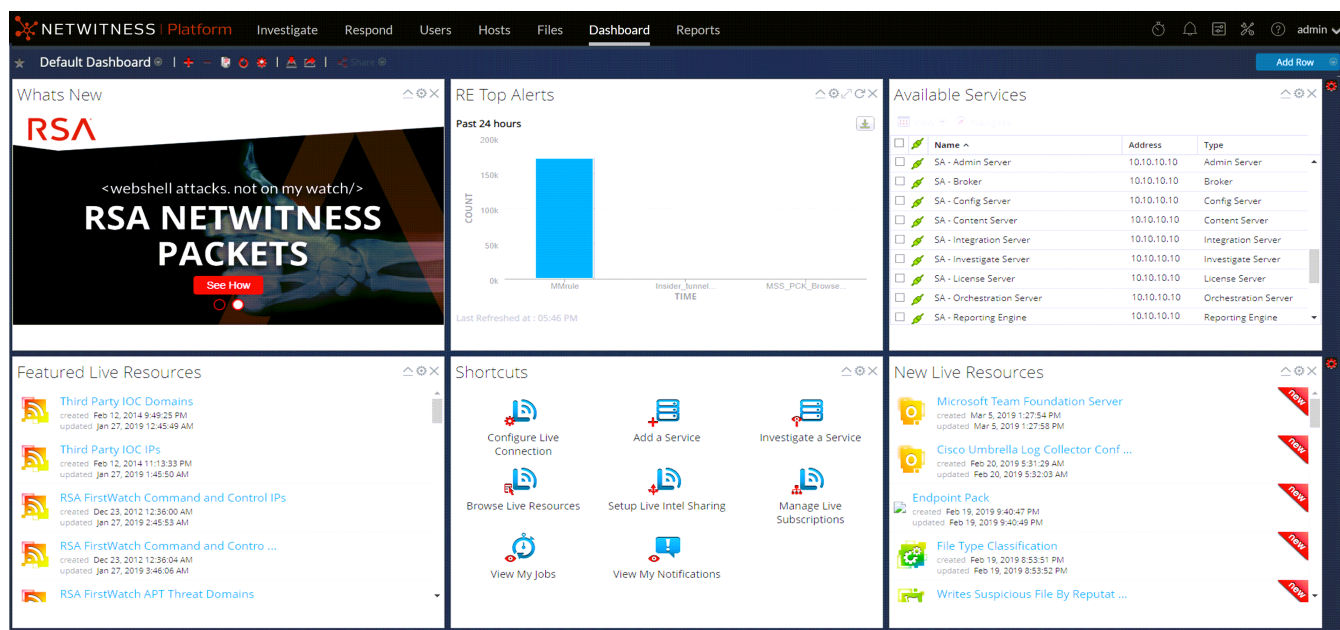 NETWITNESS | Platform Investigate Respond Users Hosts Files Dashboard Reports admin
Default Dashboard Share Add Row
Whats New
RSA
<webshell attacks. not on my watch/>
RSA NETWITNESS
PACKETS
See How
RE Top Alerts
Past 24 hours
200k
150k
100k
50k
0k
COUNT
MMrule Insider_tunnel... MSS_PCK_Browse...
TIME
Last Refreshed at : 05:46 PM
Available Services
Name Address Type
SA - Admin Server 10.10.10.10 Admin Server
SA - Broker 10.10.10.10 Broker
SA - Config Server 10.10.10.10 Config Server
SA - Content Server 10.10.10.10 Content Server
SA - Integration Server 10.10.10.10 Integration Server
SA - Investigate Server 10.10.10.10 Investigate Server
SA - License Server 10.10.10.10 License Server
SA - Orchestration Server 10.10.10.10 Orchestration Server
SA - Reporting Engine 10.10.10.10 Reporting Engine
Featured Live Resources
Third Party IOC Domains
created Feb 12, 2014 9:49:25 PM
updated Jan 27, 2019 12:45:49 AM
Third Party IOC IPs
created Feb 12, 2014 11:13:33 PM
updated Jan 27, 2019 1:45:50 AM
RSA FirstWatch Command and Control IPs
created Dec 23, 2012 12:36:00 AM
updated Jan 27, 2019 2:45:53 AM
RSA FirstWatch Command and Contro ...
created Dec 23, 2012 12:36:04 AM
updated Jan 27, 2019 3:46:06 AM
RSA FirstWatch APT Threat Domains
Shortcuts
Configure Live
Connection
Add a Service
Investigate a Service
Browse Live Resources
Setup Live Intel Sharing
Manage Live
Subscriptions
View My Jobs
View My Notifications
New Live Resources
Microsoft Team Foundation Server
created Mar 5, 2019 1:27:54 PM
updated Mar 5, 2019 1:27:58 PM
new
Cisco Umbrella Log Collector Conf ...
created Feb 20, 2019 5:31:29 AM
updated Feb 20, 2019 5:32:03 AM
new
Endpoint Pack
created Feb 19, 2019 9:40:47 PM
updated Feb 19, 2019 9:40:49 PM
new
File Type Classification
created Feb 19, 2019 8:53:51 PM
updated Feb 19, 2019 8:53:52 PM
new
Writes Suspicious File By Reputat ...
new